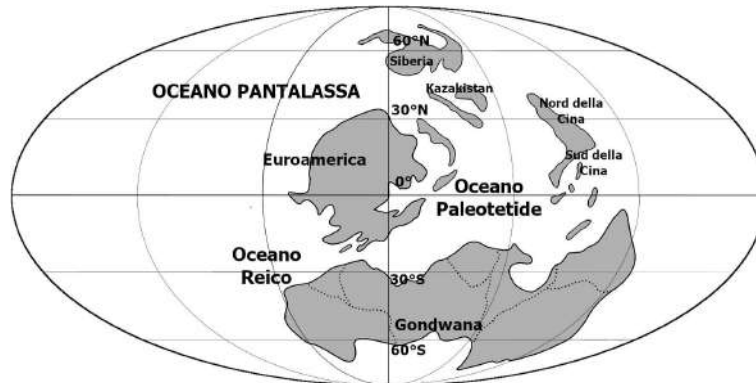 60°N
Siberia
OCEANO PANTALASSA
Kazakistan
30°N
Nord della
Cina
Euroamerica
Sud della
Cina
0°
Oceano
Paleotetide
Oceano
Reico
30°S
Gondwana
60°S